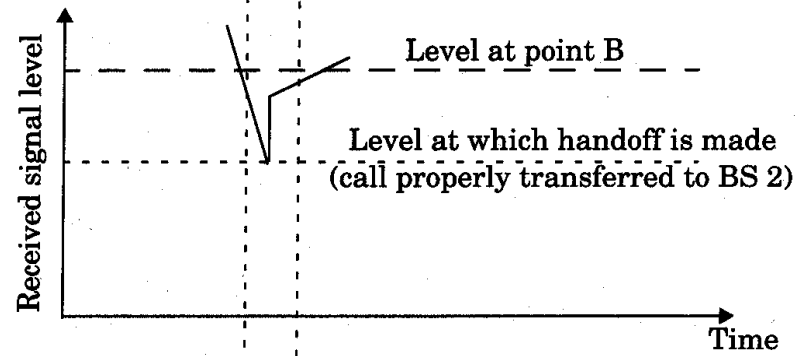 Received signal level
Level at point B
Level at which handoff is made
(call properly transferred to BS 2)
Time